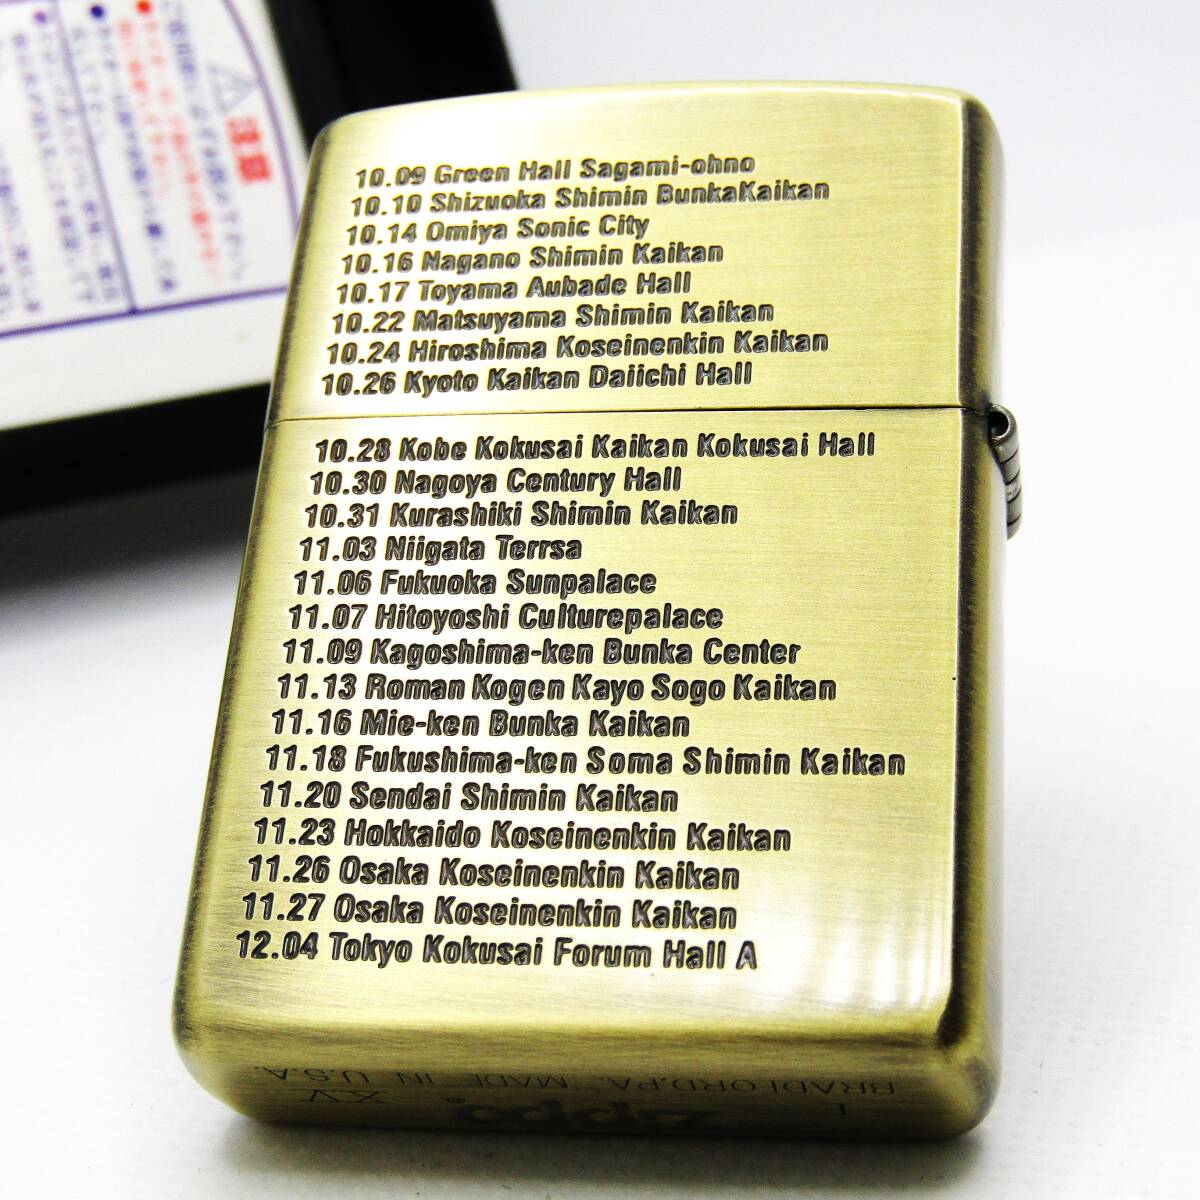 注意
10.09 Green Hall Sagami-ohno
10.10 Shizuoka Shimin BunkaKaikan
10.14 Omiya Sonic City
10.16 Nagano Shimin Kaikan
10.17 Toyama Aubade Hall
10.22 Matsuyama Shimin Kaikan
10.24 Hiroshima Koseinenkin Kaikan
10.26 Kyoto Kaikan Daiichi Hall
10.28 Kobe Kokusai Kaikan Kokusai Hall
10.30 Nagoya Century Hall
10.31 Kurashiki Shimin Kaikan
11.03 Niigata Terrsa
11.06 Fukuoka Sunpalace
11.07 Hitoyoshi Culturepalace
11.09 Kagoshima-ken Bunka Center
11.13 Roman Kogen Kayo Sogo Kaikan
11.16 Mie-ken Bunka Kaikan
11.18 Fukushima-ken Soma Shimin Kaikan
11.20 Sendai Shimin Kaikan
11.23 Hokkaido Koseinenkin Kaikan
11.26 Osaka Koseinenkin Kaikan
11.27 Osaka Koseinenkin Kaikan
12.04 Tokyo Kokusai Forum Hall A
BRADFORD,PA. MADE IN U.S.A.
L zippo® XV